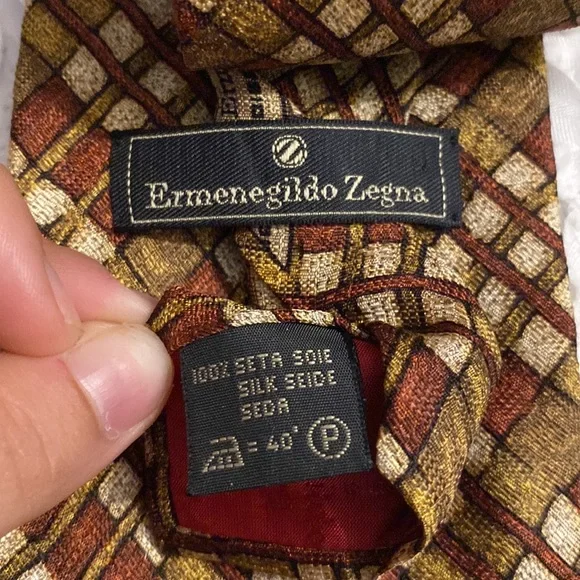 Ermenegildo Zegna
100% SETA SOIE
SILK SEIDE
SEDA
= 40° P